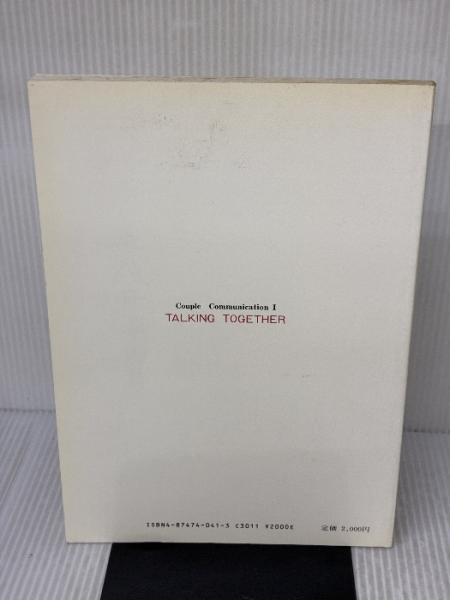 Couple Communication I
TALKING TOGETHER
ISBN4-87474-041-3 C3011 ¥2000E 定価 2,000円